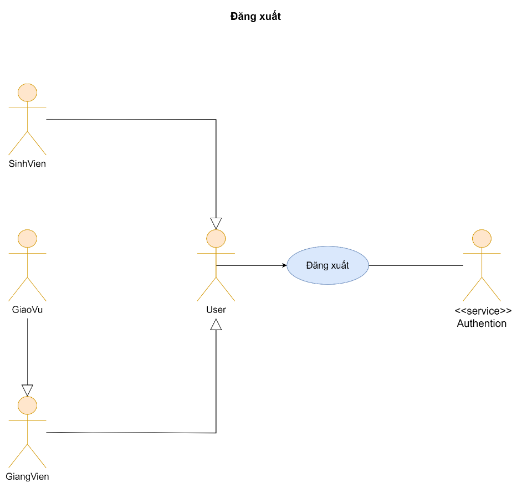 Đăng xuất
SinhVien
GiaoVu
User
Đăng xuất
<<service>>
Authention
GiangVien